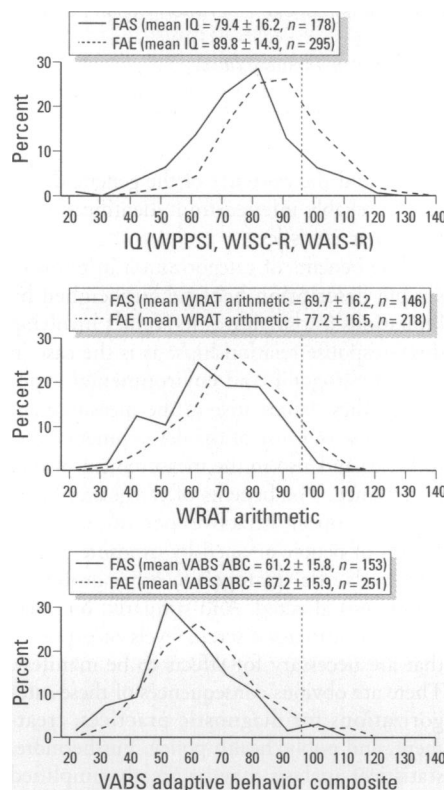 FAS (mean IQ = 79.4 ± 16.2, n = 178)
FAE (mean IQ = 89.8 ± 14.9, n = 295)
30
20
10
0
Percent
20 30 40 50 60 70 80 90 100 110 120 130 140
IQ (WPPSI, WISC-R, WAIS-R)
FAS (mean WRAT arithmetic = 69.7 ± 16.2, n = 146)
FAE (mean WRAT arithmetic = 77.2 ± 16.5, n = 218)
30
20
10
0
Percent
20 30 40 50 60 70 80 90 100 110 120 130 140
WRAT arithmetic
FAS (mean VABS ABC = 61.2 ± 15.8, n = 153)
FAE (mean VABS ABC = 67.2 ± 15.9, n = 251)
30
20
10
0
Percent
20 30 40 50 60 70 80 90 100 110 120 130 140
VABS adaptive behavior composite